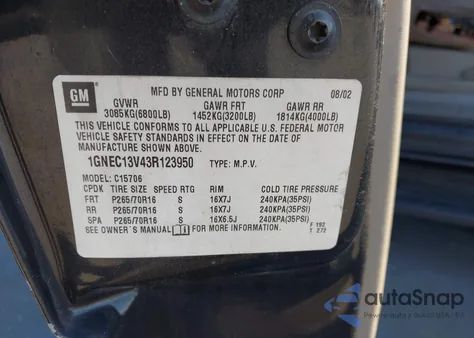 GM
MFD BY GENERAL MOTORS CORP 08/02
GVWR GAWR FRT GAWR RR
3085KG(6800LB) 1452KG(3200LB) 1814KG(4000LB)
THIS VEHICLE CONFORMS TO ALL APPLICABLE U.S. FEDERAL MOTOR
VEHICLE SAFETY STANDARDS IN EFFECT ON THE DATE OF
MANUFACTURE SHOWN ABOVE.
1GNEC13V43R123950 TYPE: M.P.V.
MODEL: C15706
CPDK TIRE SIZE SPEED RTG RIM COLD TIRE PRESSURE
FRT P265/70R16 S 16X7J 240KPA(35PSI)
RR P265/70R16 S 16X7J 240KPA(35PSI)
SPA P265/70R16 S 16X6.5J 240KPA(35PSI)
SEE OWNER'S MANUAL FOR MORE INFORMATION.
F 192
T 272
autoSnap